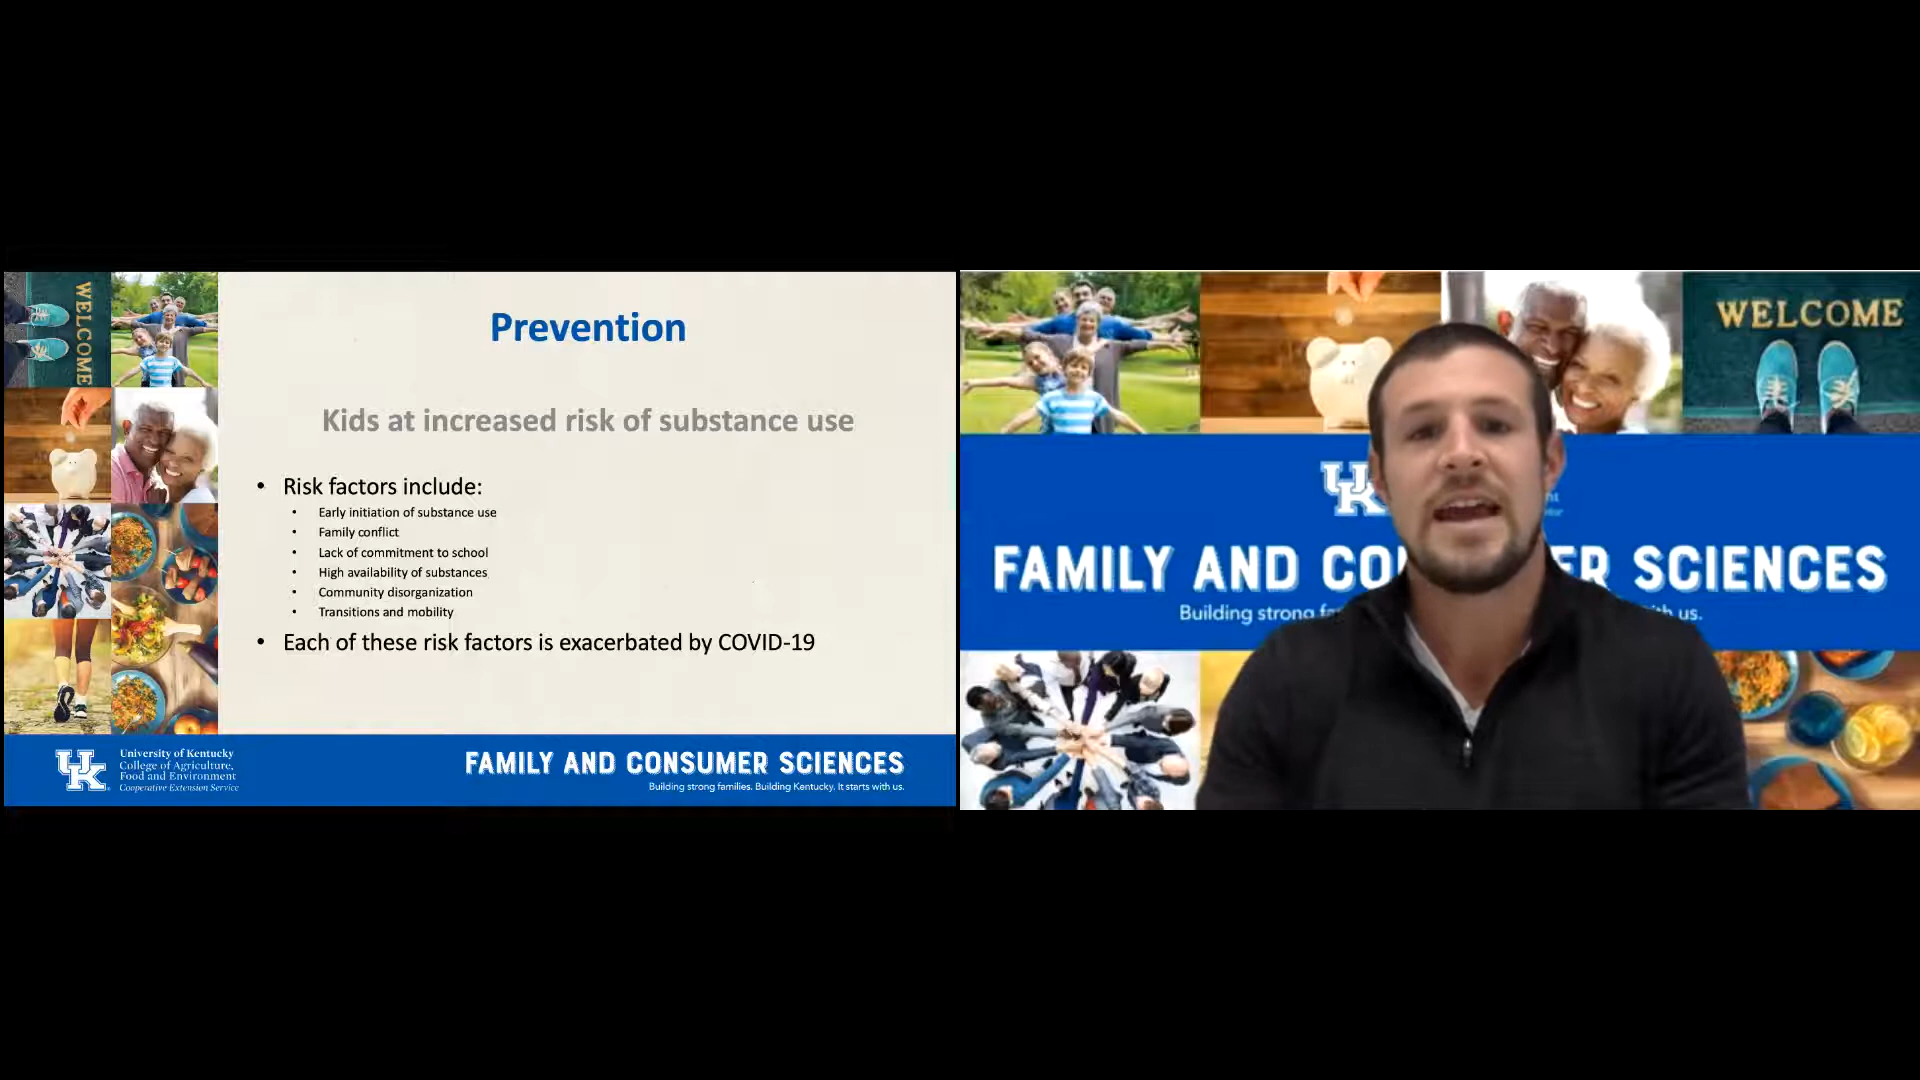 WELCOME
Prevention
Kids at increased risk of substance use
• Risk factors include:
• Early initiation of substance use
• Family conflict
• Lack of commitment to school
• High availability of substances
• Community disorganization
• Transitions and mobility
• Each of these risk factors is exacerbated by COVID-19
UK
University of Kentucky
College of Agriculture,
Food and Environment
Cooperative Extension Service
FAMILY AND CONSUMER SCIENCES
Building strong families. Building Kentucky. It starts with us.
WELCOME
UK
FAMILY AND CO ER SCIENCES
Building strong us.